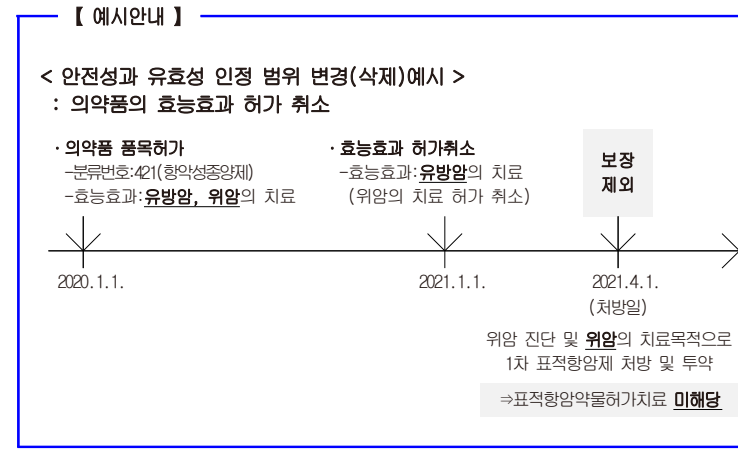 【 예시안내 】
< 안전성과 유효성 인정 범위 변경(삭제)예시 >
: 의약품의 효능효과 허가 취소
· 의약품 품목허가
-분류번호:421(항악성종양제)
-효능효과:유방암, 위암의 치료
· 효능효과 허가취소
-효능효과:유방암의 치료
(위암의 치료 허가 취소)
보장
제외
2020.1.1.
2021.1.1.
2021.4.1.
(처방일)
위암 진단 및 위암의 치료목적으로
1차 표적항암제 처방 및 투약
⇒표적항암약물허가치료 미해당